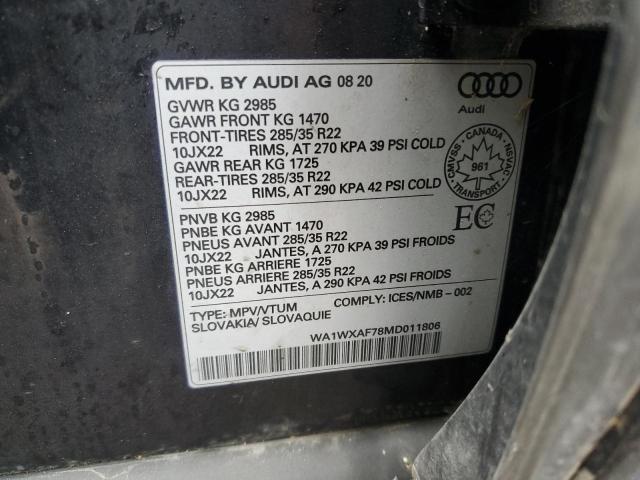 MFD. BY AUDI AG 08 20
Audi
GVWR KG 2985
GAWR FRONT KG 1470
FRONT-TIRES 285/35 R22
10JX22 RIMS, AT 270 KPA 39 PSI COLD
GAWR REAR KG 1725
REAR-TIRES 285/35 R22
10JX22 RIMS, AT 290 KPA 42 PSI COLD
CANADA
CMVSS
NSVAC
961
TRANSPORT
PNVB KG 2985
PNBE KG AVANT 1470
PNEUS AVANT 285/35 R22
10JX22 JANTES, A 270 KPA 39 PSI FROIDS
PNBE KG ARRIERE 1725
PNEUS ARRIERE 285/35 R22
10JX22 JANTES, A 290 KPA 42 PSI FROIDS
EC
TYPE: MPV/VTUM COMPLY: ICES/NMB - 002
SLOVAKIA/ SLOVAQUIE
WA1WXAF78MD011806